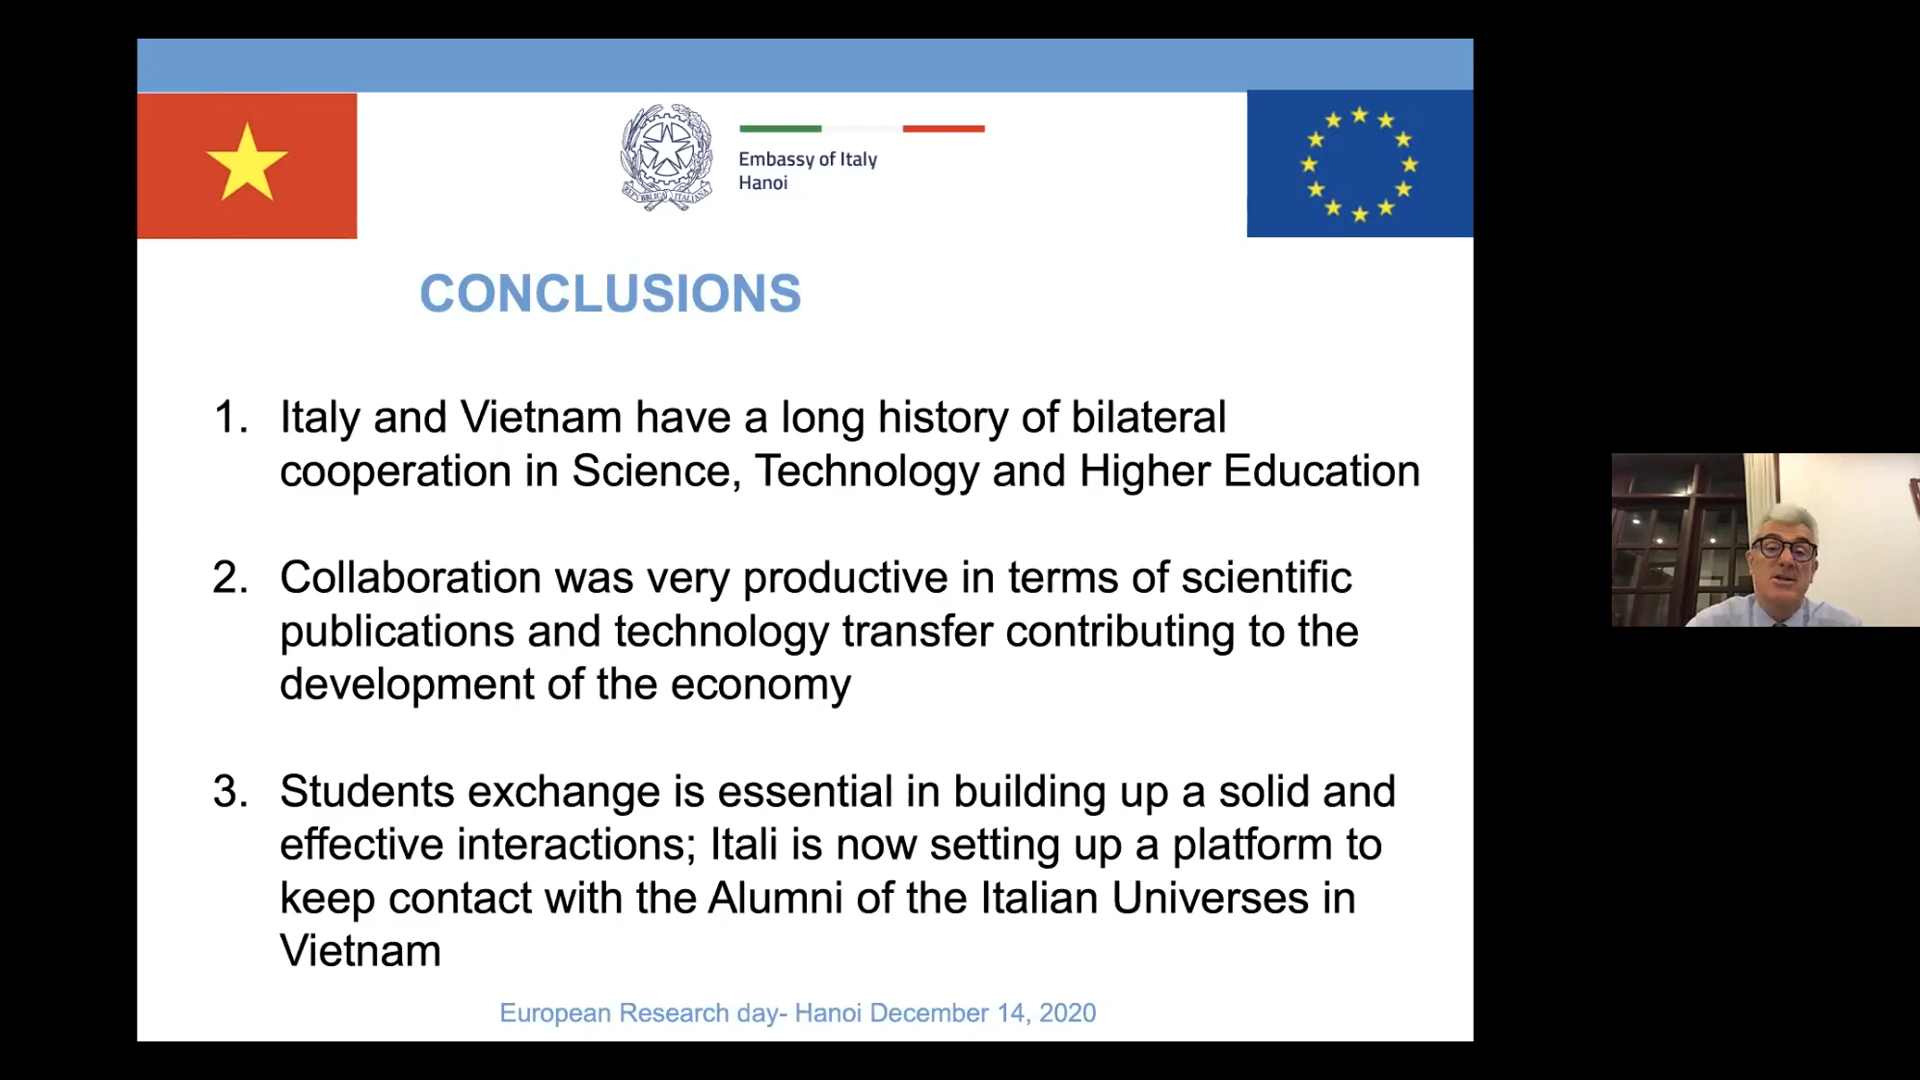 REPVBBLICA ITALIANA
Embassy of Italy
Hanoi
CONCLUSIONS
1. Italy and Vietnam have a long history of bilateral
cooperation in Science, Technology and Higher Education
2. Collaboration was very productive in terms of scientific
publications and technology transfer contributing to the
development of the economy
3. Students exchange is essential in building up a solid and
effective interactions; Itali is now setting up a platform to
keep contact with the Alumni of the Italian Universes in
Vietnam
European Research day- Hanoi December 14, 2020